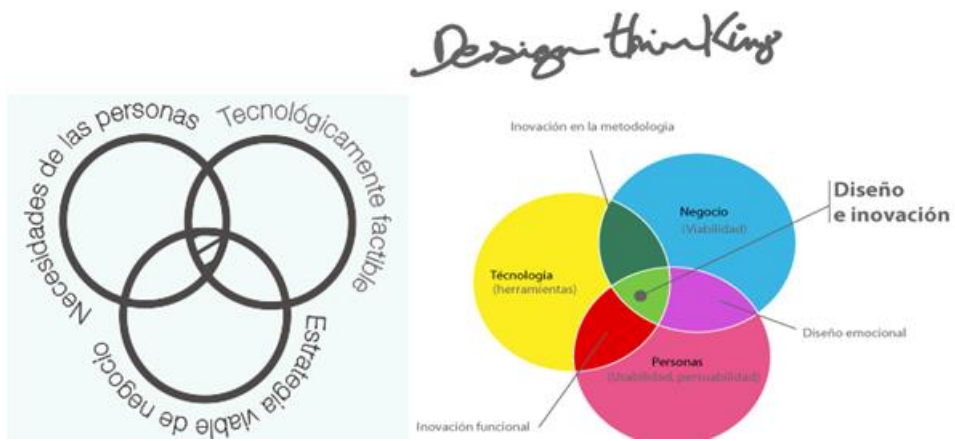 Design thinking
Necesidades de las personas
Tecnológicamente factible
Estrategia viable de negocio
Inovación en la metodologia
Negocio
(Viabilidad)
Diseño
e inovación
Técnologia
(herramientas)
Diseño emocional
Personas
(Usabilidad, persuabilidad)
Inovación funcional